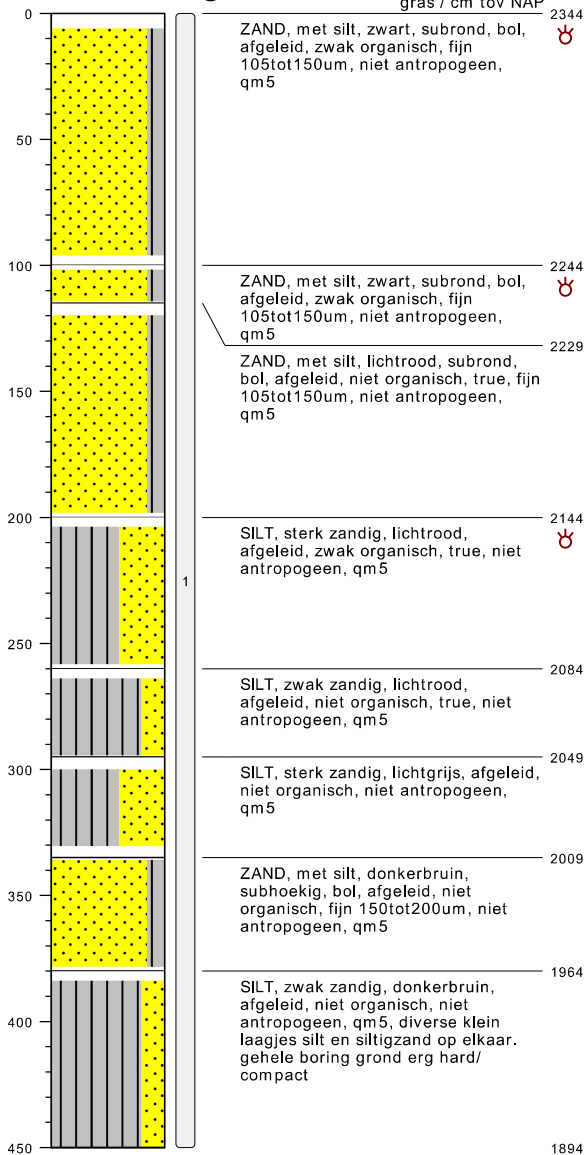 gras / cm tov NAP
0
2344
ZAND, met silt, zwart, subrond, bol,
afgeleid, zwak organisch, fijn
105tot150um, niet antropogeen,
qm5
50
100
2244
ZAND, met silt, zwart, subrond, bol,
afgeleid, zwak organisch, fijn
105tot150um, niet antropogeen,
qm5
2229
ZAND, met silt, lichtrood, subrond,
bol, afgeleid, niet organisch, true, fijn
105tot150um, niet antropogeen,
qm5
150
200
2144
SILT, sterk zandig, lichtrood,
afgeleid, zwak organisch, true, niet
antropogeen, qm5
1
250
2084
SILT, zwak zandig, lichtrood,
afgeleid, niet organisch, true, niet
antropogeen, qm5
2049
300
SILT, sterk zandig, lichtgrijs, afgeleid,
niet organisch, niet antropogeen,
qm5
2009
ZAND, met silt, donkerbruin,
subhoekig, bol, afgeleid, niet
organisch, fijn 150tot200um, niet
antropogeen, qm5
350
1964
SILT, zwak zandig, donkerbruin,
afgeleid, niet organisch, niet
antropogeen, qm5, diverse klein
laagjes silt en siltigzand op elkaar.
gehele boring grond erg hard/
compact
400
450
1894